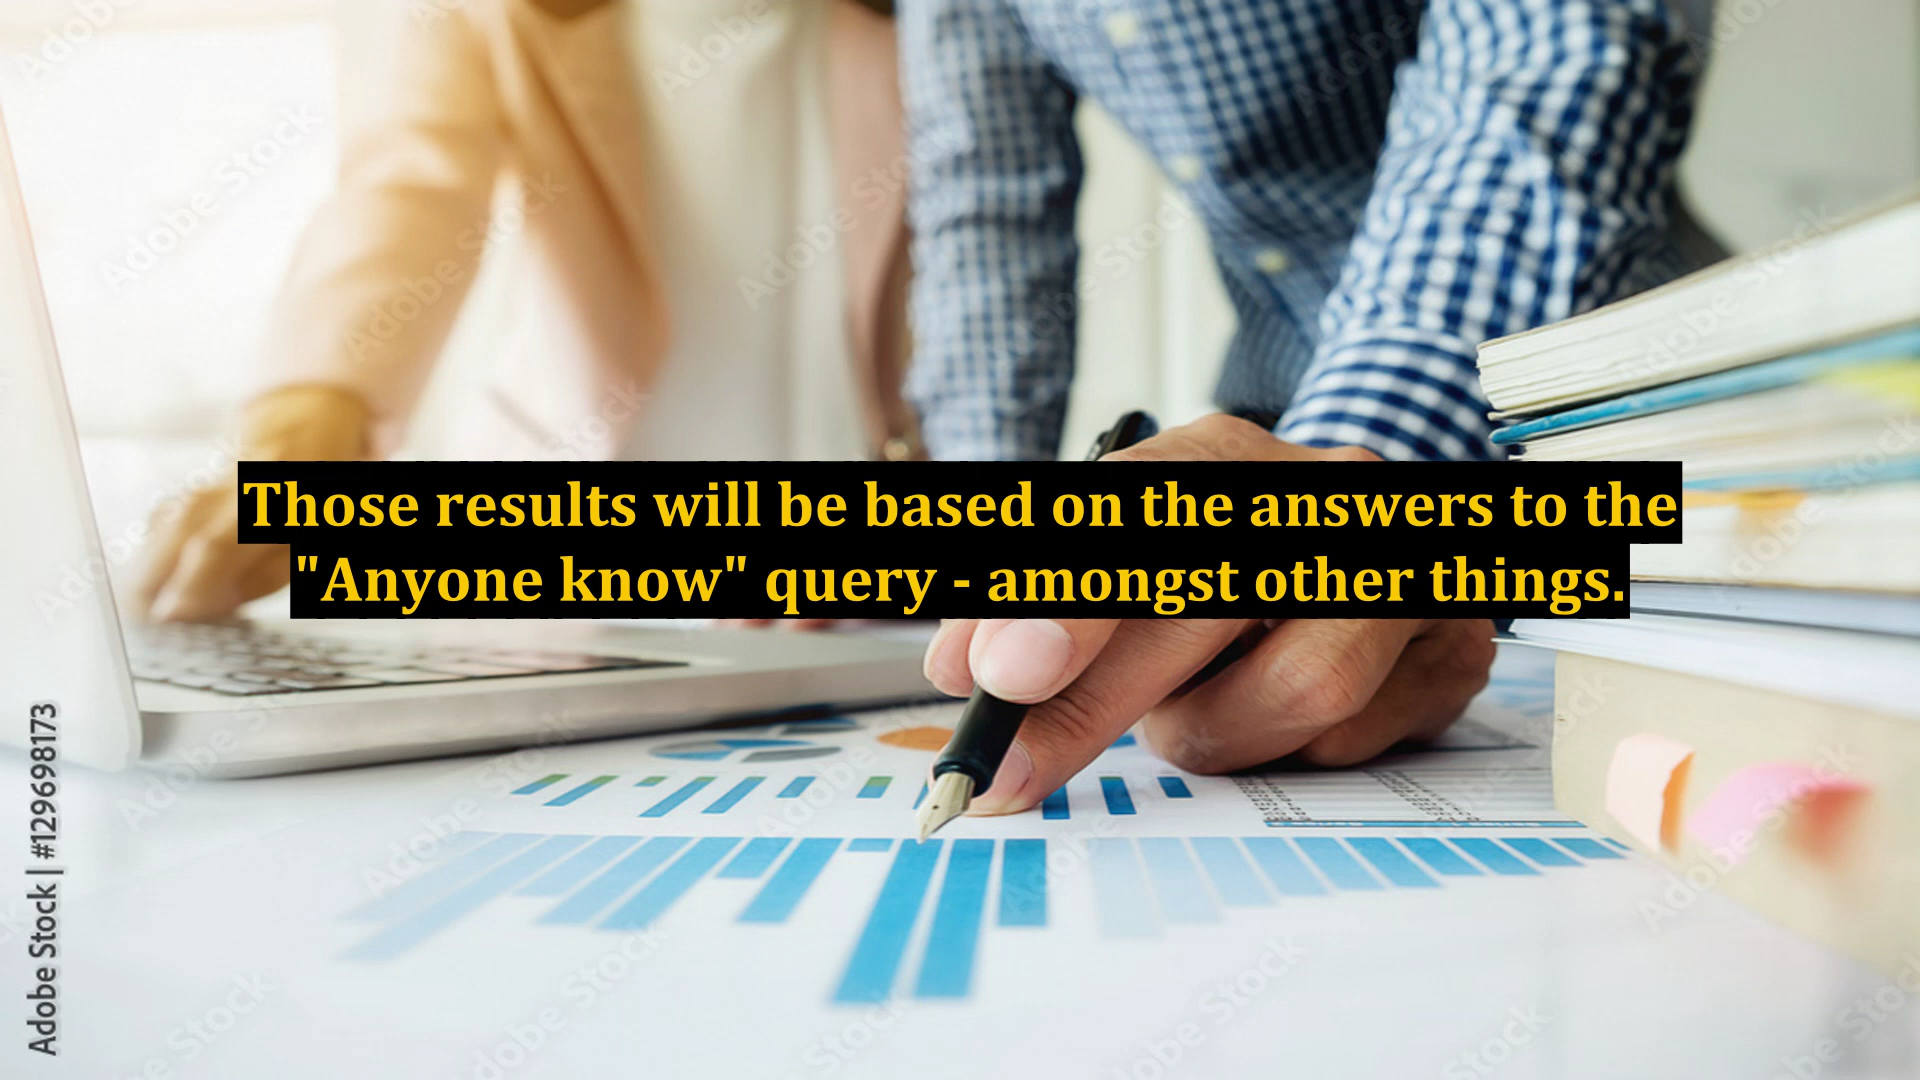 Those results will be based on the answers to the
"Anyone know" query - amongst other things.
Adobe Stock | #129698173